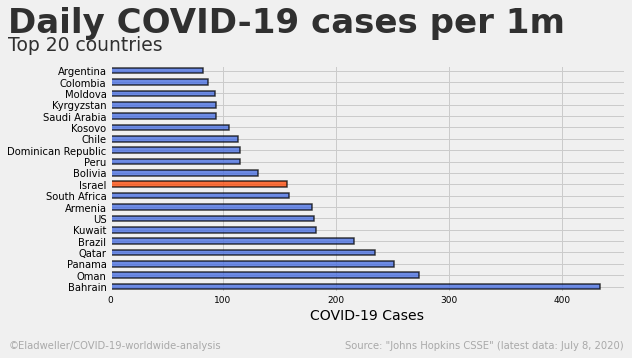 Daily COVID-19 cases per 1m
Top 20 countries
Argentina
Colombia
Moldova
Kyrgyzstan
Saudi Arabia
Kosovo
Chile
Dominican Republic
Peru
Bolivia
Israel
South Africa
Armenia
US
Kuwait
Brazil
Qatar
Panama
Oman
Bahrain
0 100 200 300 400
COVID-19 Cases
©Eladweller/COVID-19-worldwide-analysis
Source: "Johns Hopkins CSSE" (latest data: July 8, 2020)